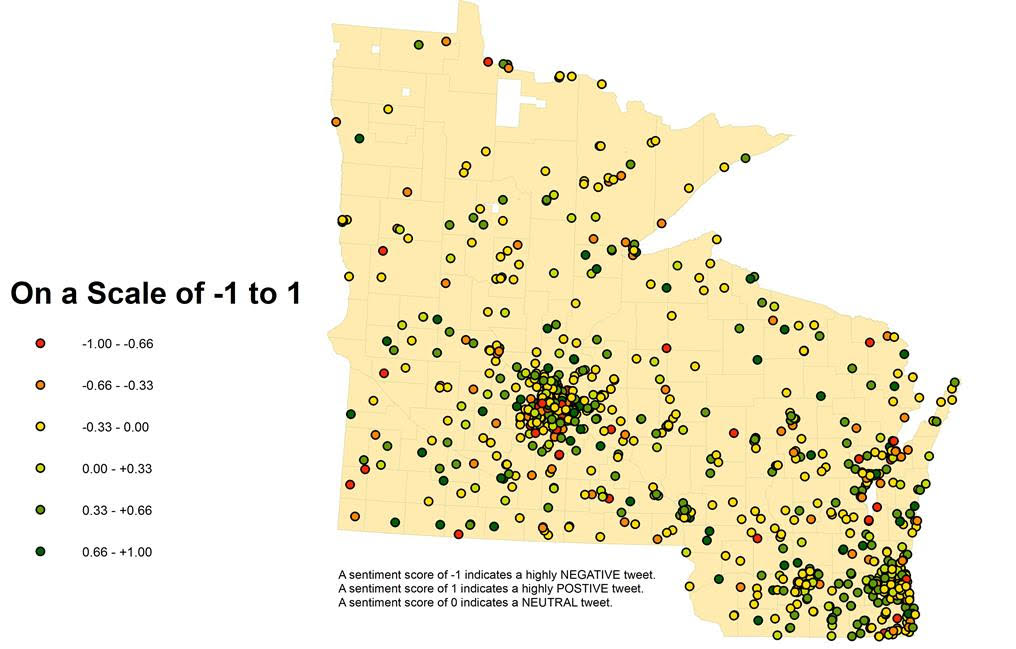 On a Scale of -1 to 1
-1.00 - -0.66
-0.66 - -0.33
-0.33 - 0.00
0.00 - +0.33
0.33 - +0.66
0.66 - +1.00
A sentiment score of -1 indicates a highly NEGATIVE tweet.
A sentiment score of 1 indicates a highly POSTIVE tweet.
A sentiment score of 0 indicates a NEUTRAL tweet.